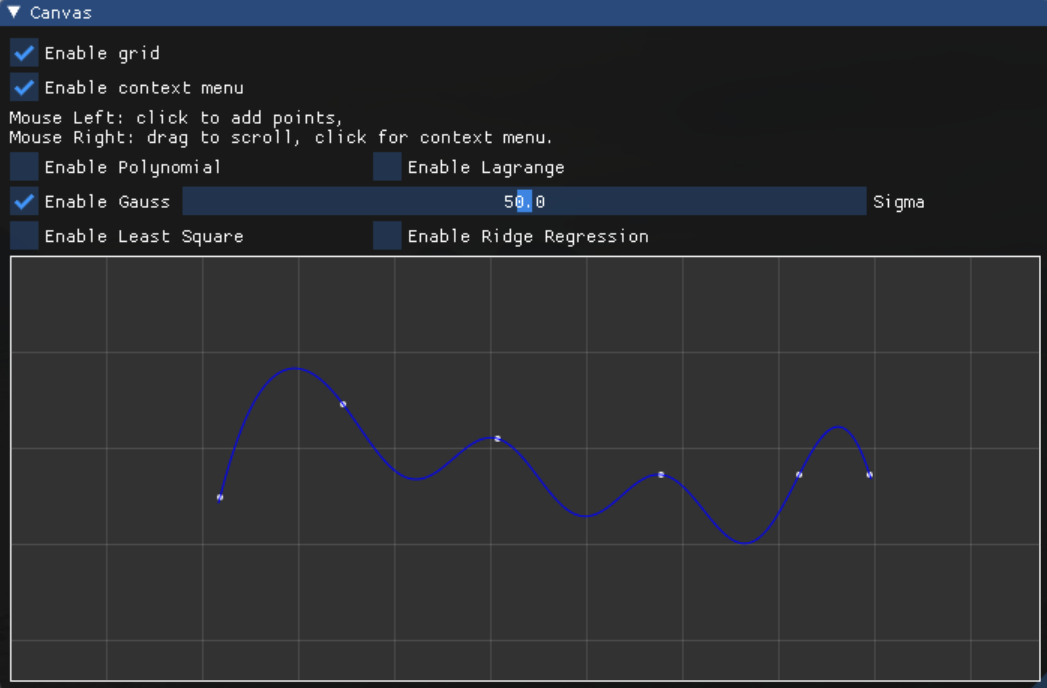 Canvas
Enable grid
Enable context menu
Mouse Left: click to add points,
Mouse Right: drag to scroll, click for context menu.
Enable Polynomial Enable Lagrange
Enable Gauss 50.0 Sigma
Enable Least Square Enable Ridge Regression